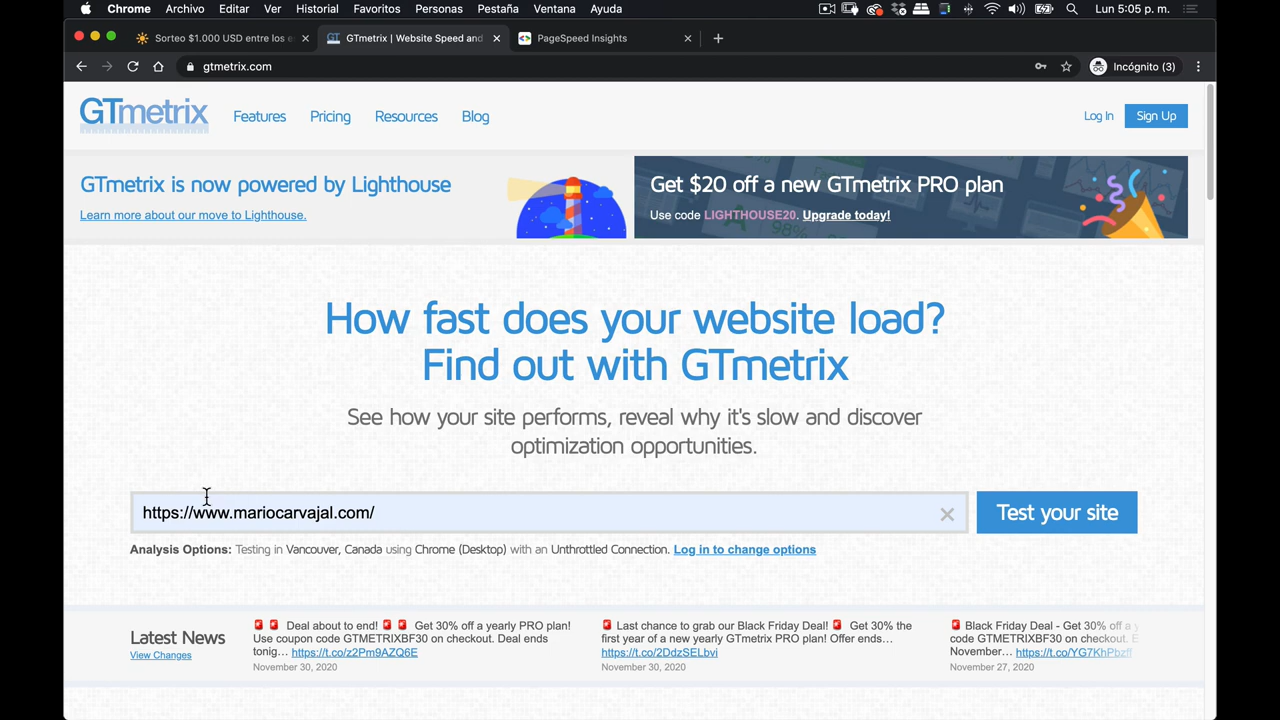 Chrome Archivo Editar Ver Historial Favoritos Personas Pestaña Ventana Ayuda Lun 5:05 p. m.
Sorteo $1.000 USD entre los GTmetrix | Website Speed and PageSpeed Insights
gtmetrix.com Incógnito (3)
GTmetrix Features Pricing Resources Blog Log In Sign Up
GTmetrix is now powered by Lighthouse
Learn more about our move to Lighthouse.
Get $20 off a new GTmetrix PRO plan
Use code LIGHTHOUSE20. Upgrade today!
How fast does your website load?
Find out with GTmetrix
See how your site performs, reveal why it's slow and discover
optimization opportunities.
https://www.mariocarvajal.com/
Test your site
Analysis Options: Testing in Vancouver, Canada using Chrome (Desktop) with an Unthrottled Connection. Log in to change options
Latest News
View Changes
Deal about to end! Get 30% off a yearly PRO plan!
Use coupon code GTMETRIXBF30 on checkout. Deal ends
tonig... https://t.co/z2Pm9AZQ6E
November 30, 2020
Last chance to grab our Black Friday Deal! Get 30% off the
first year of a new yearly GTmetrix PRO plan! Offer ends...
https://t.co/2DdzSELbvi
November 30, 2020
Black Friday Deal - Get 30% off a
code GTMETRIXBF30 on checkout.
November... https://t.co/YG7KhPbzff
November 27, 2020